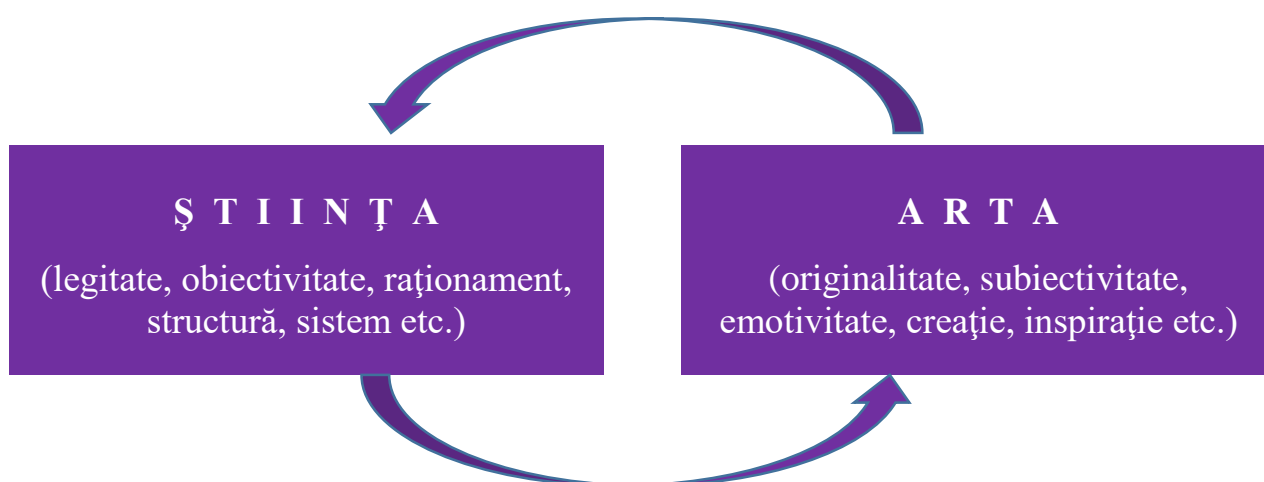 Ş T I I N Ţ A
(legitate, obiectivitate, raţionament,
structură, sistem etc.)
A R T A
(originalitate, subiectivitate,
emotivitate, creaţie, inspiraţie etc.)